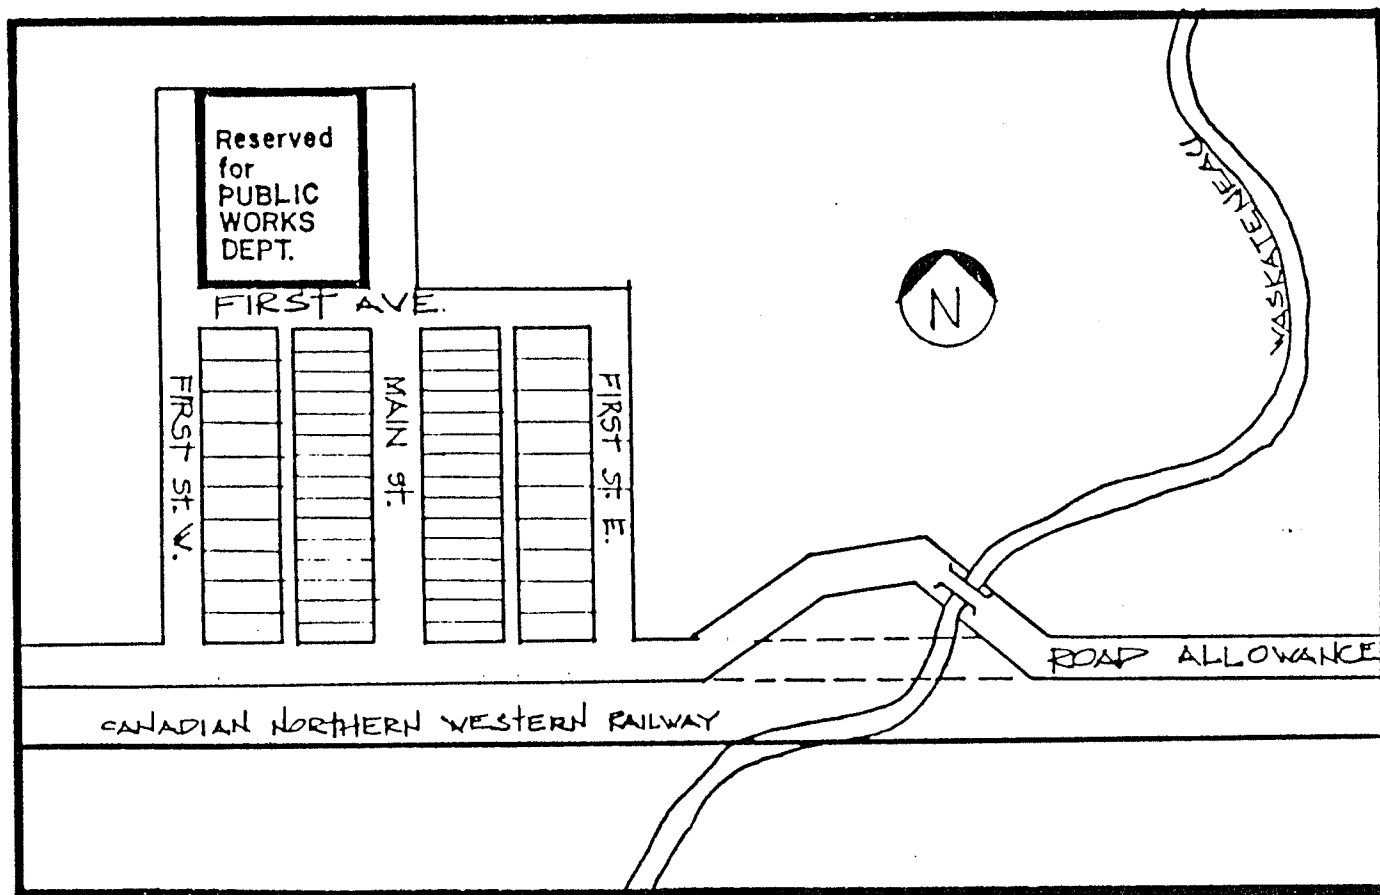 Reserved
for
PUBLIC
WORKS
DEPT.
FIRST AVE.
FIRST St. W.
MAIN St.
FIRST St. E.
N
WASKATENEAU
ROAD ALLOWANCE
CANADIAN NORTHERN WESTERN RAILWAY